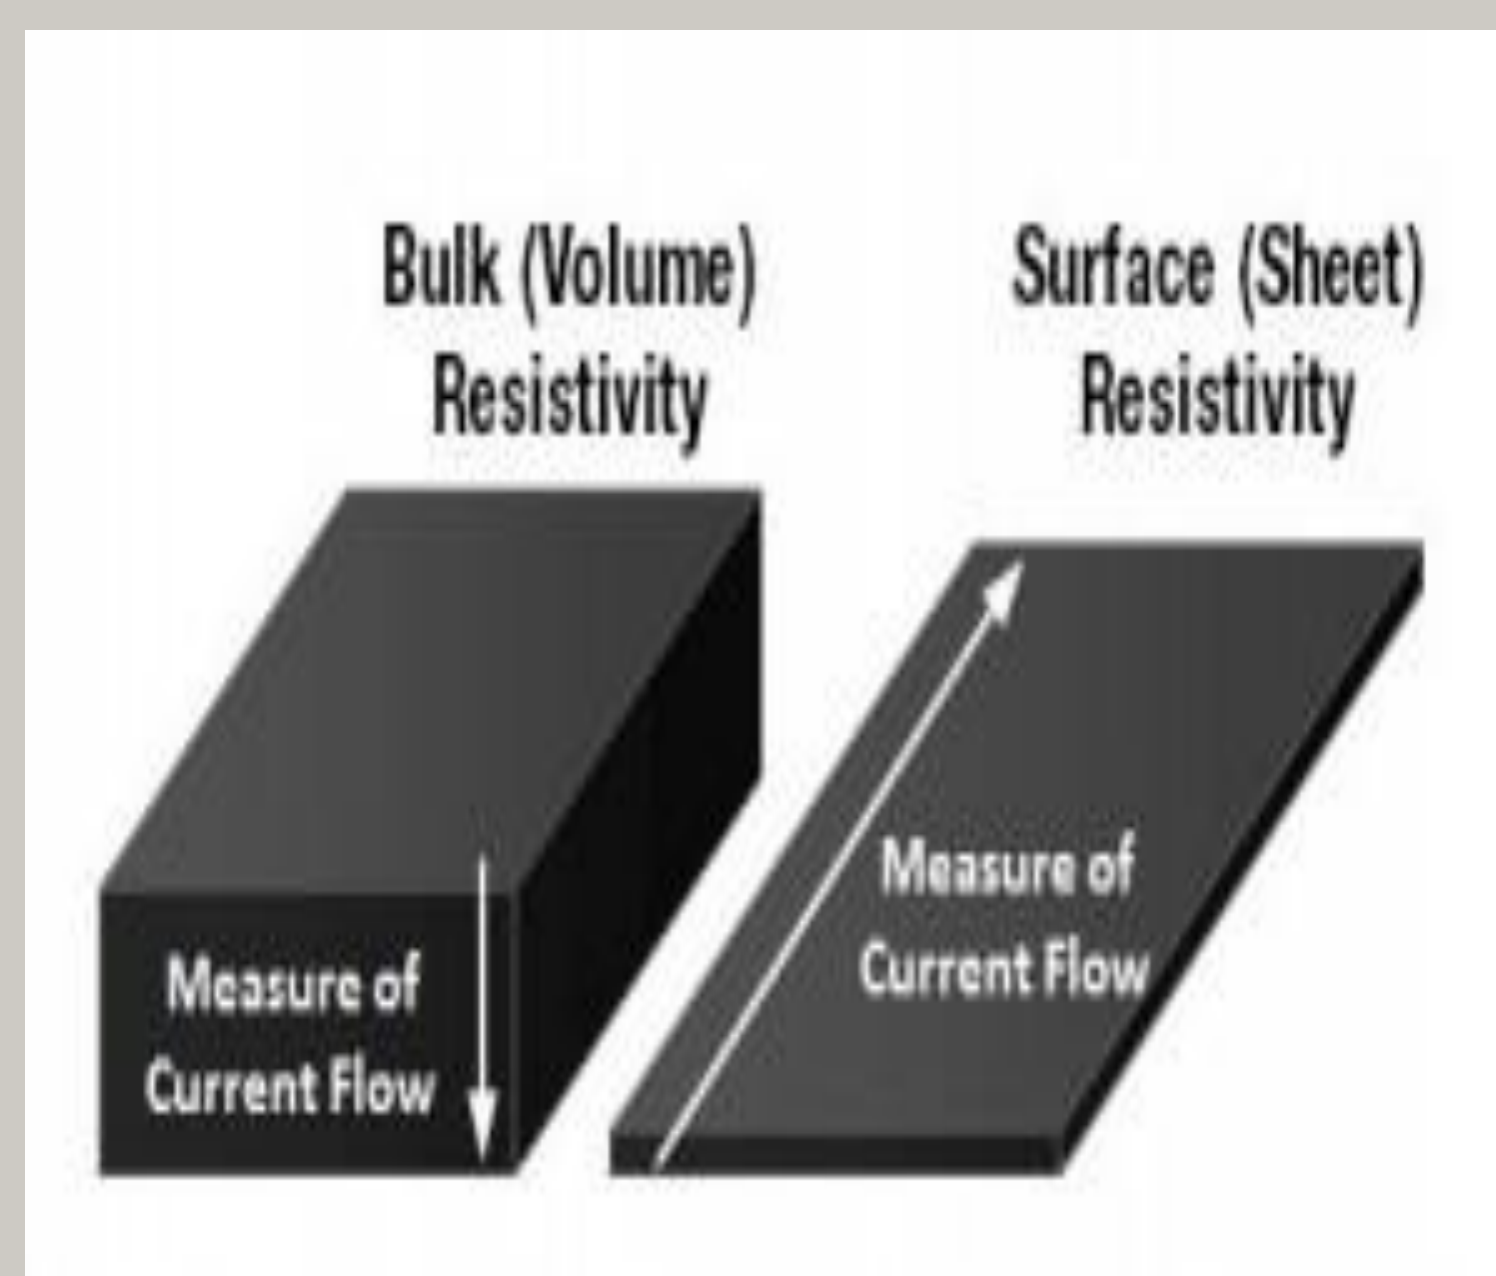 Bulk (Volume)
Resistivity
Surface (Sheet)
Resistivity
Measure of
Current Flow
Measure of
Current Flow